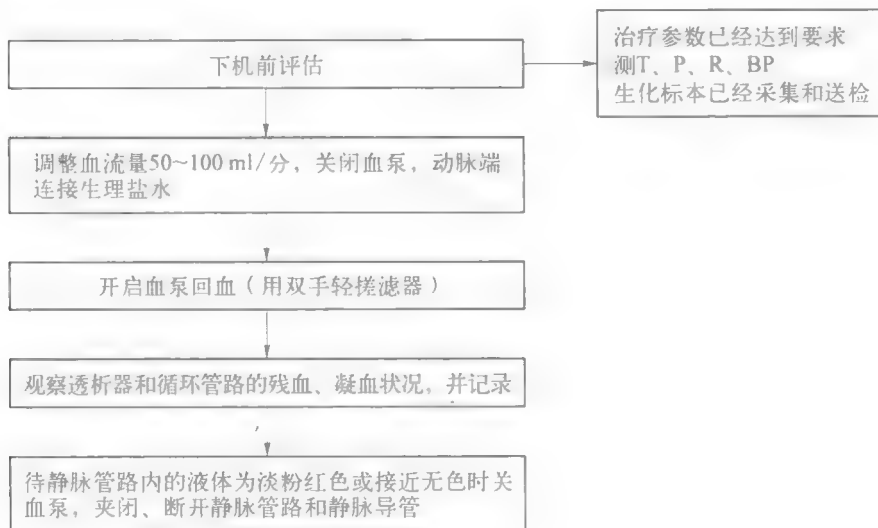 下机前评估
治疗参数已经达到要求
测T、P、R、BP
生化标本已经采集和送检
调整血流量50~100 ml/分，关闭血泵，动脉端
连接生理盐水
开启血泵回血（用双手轻搓滤器）
观察透析器和循环管路的残血、凝血状况，并记录
待静脉管路内的液体为淡粉红色或接近无色时关
血泵，夹闭、断开静脉管路和静脉导管